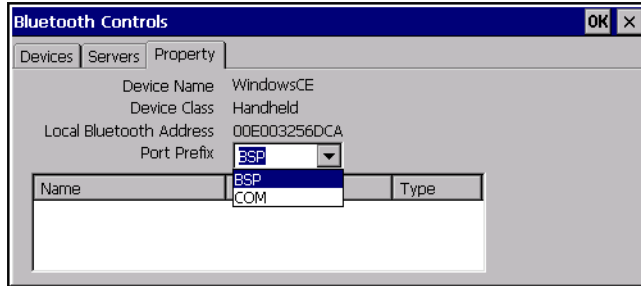 Bluetooth Controls OK ×
Devices Servers Property
Device Name WindowsCE
Device Class Handheld
Local Bluetooth Address 00E003256DCA
Port Prefix BSP
BSP
COM
Name Type